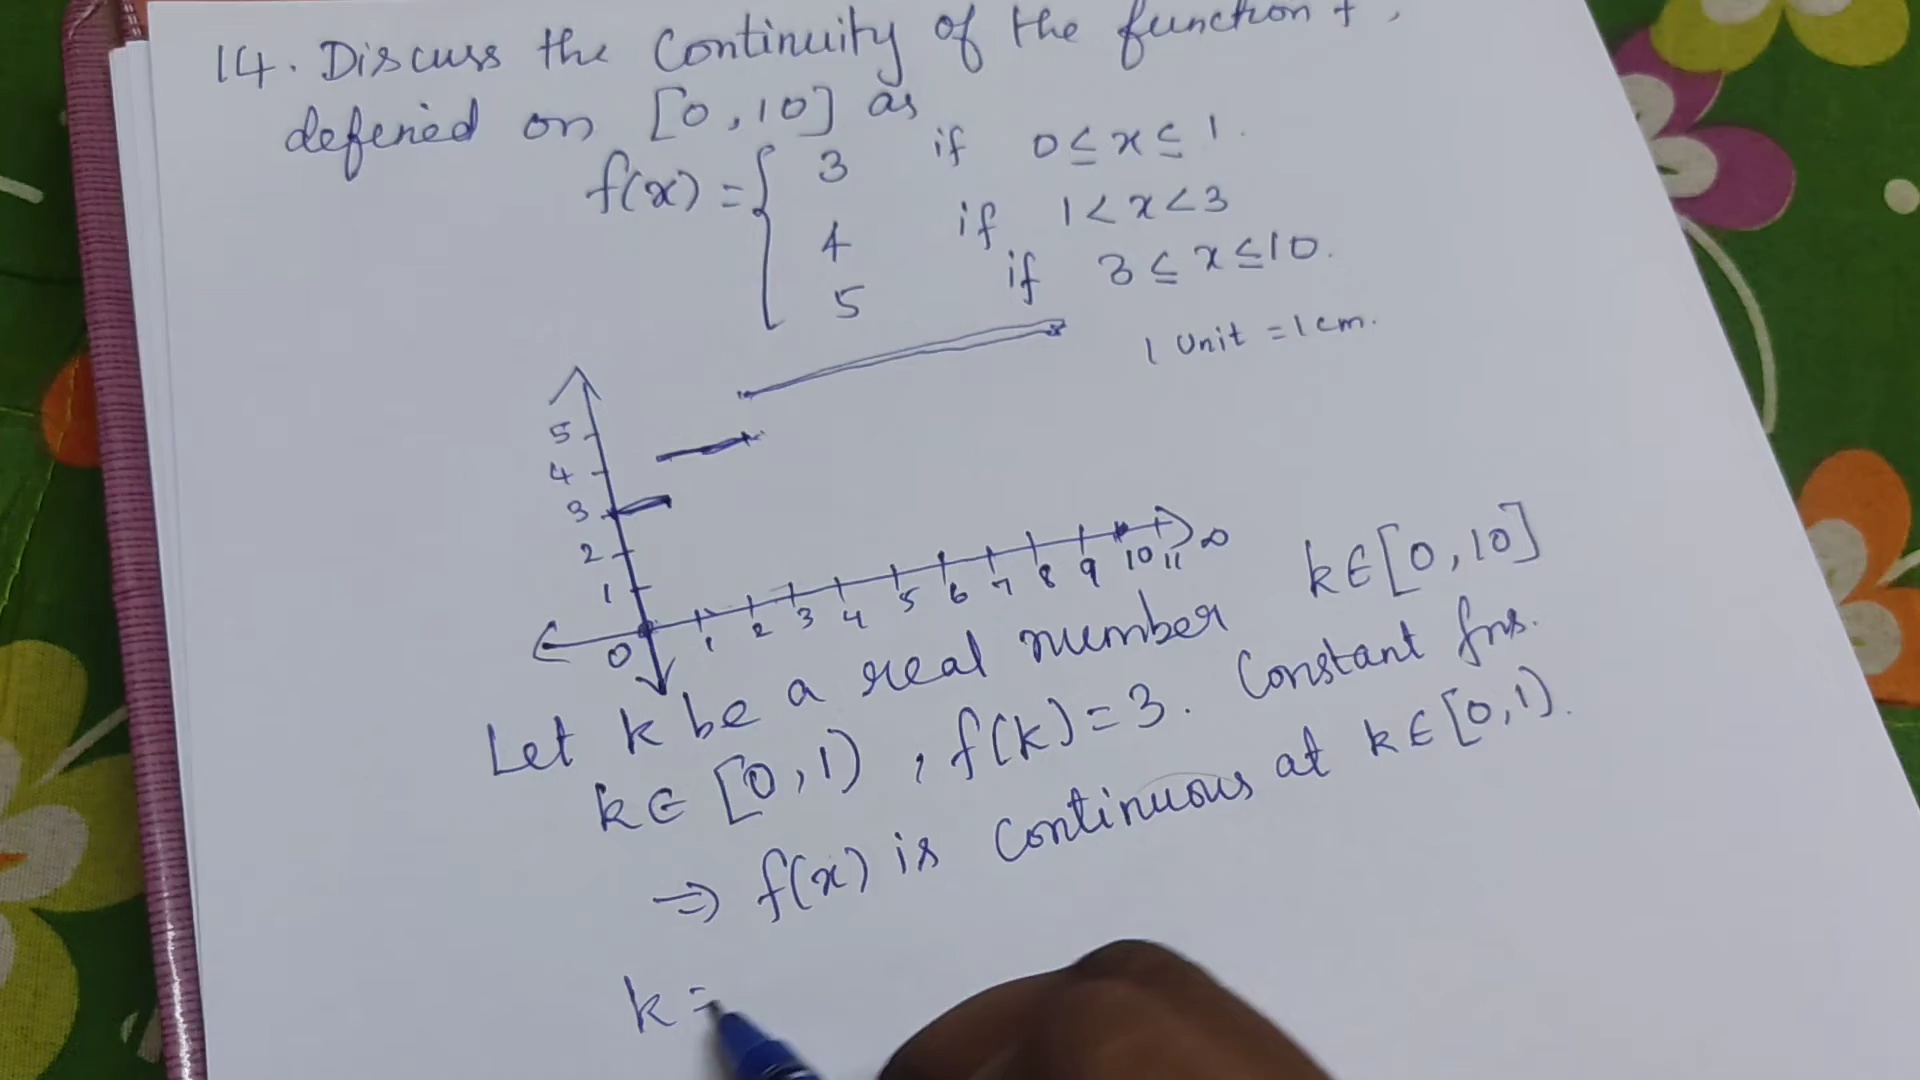 14. Discuss the Continuity of the function f,
defenied on [0,10] as
f(x) = { 3 if 0 ≤ x ≤ 1.
4 if 1 < x < 3
5 if 3 ≤ x ≤ 10.
1 Unit = 1cm.
5
4
3
2
1
0 1 2 3 4 5 6 7 8 9 10 11 ∞
Let k be a real number k ∈ [0,10]
k ∈ [0,1), f(k) = 3. Constant fns.
⇒ f(x) is Continuous at k ∈ [0,1).
k =